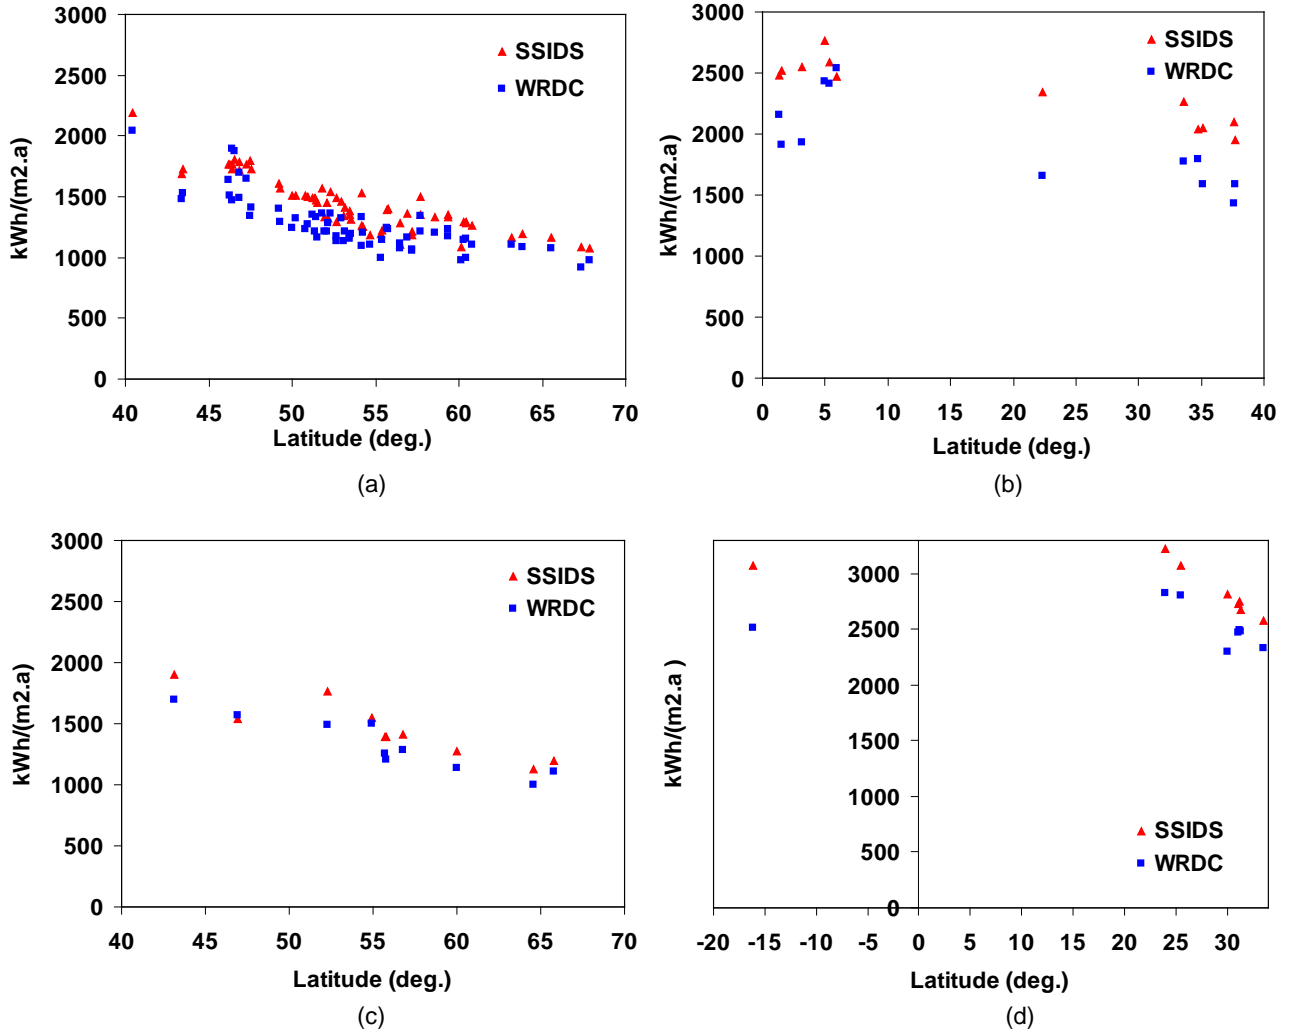 3000
2500
2000
1500
1000
500
0
kWh/(m2.a)
SSIDS
WRDC
40 45 50 55 60 65 70
Latitude (deg.)
(a)
3000
2500
2000
1500
1000
500
0
kWh/(m2.a)
SSIDS
WRDC
0 5 10 15 20 25 30 35 40
Latitude (deg.)
(b)
3000
2500
2000
1500
1000
500
0
kWh/(m2.a)
SSIDS
WRDC
40 45 50 55 60 65 70
Latitude (deg.)
(c)
3000
2500
2000
1500
1000
500
0
kWh/(m2.a )
SSIDS
WRDC
-20 -15 -10 -5 0 5 10 15 20 25 30
Latitude (deg.)
(d)